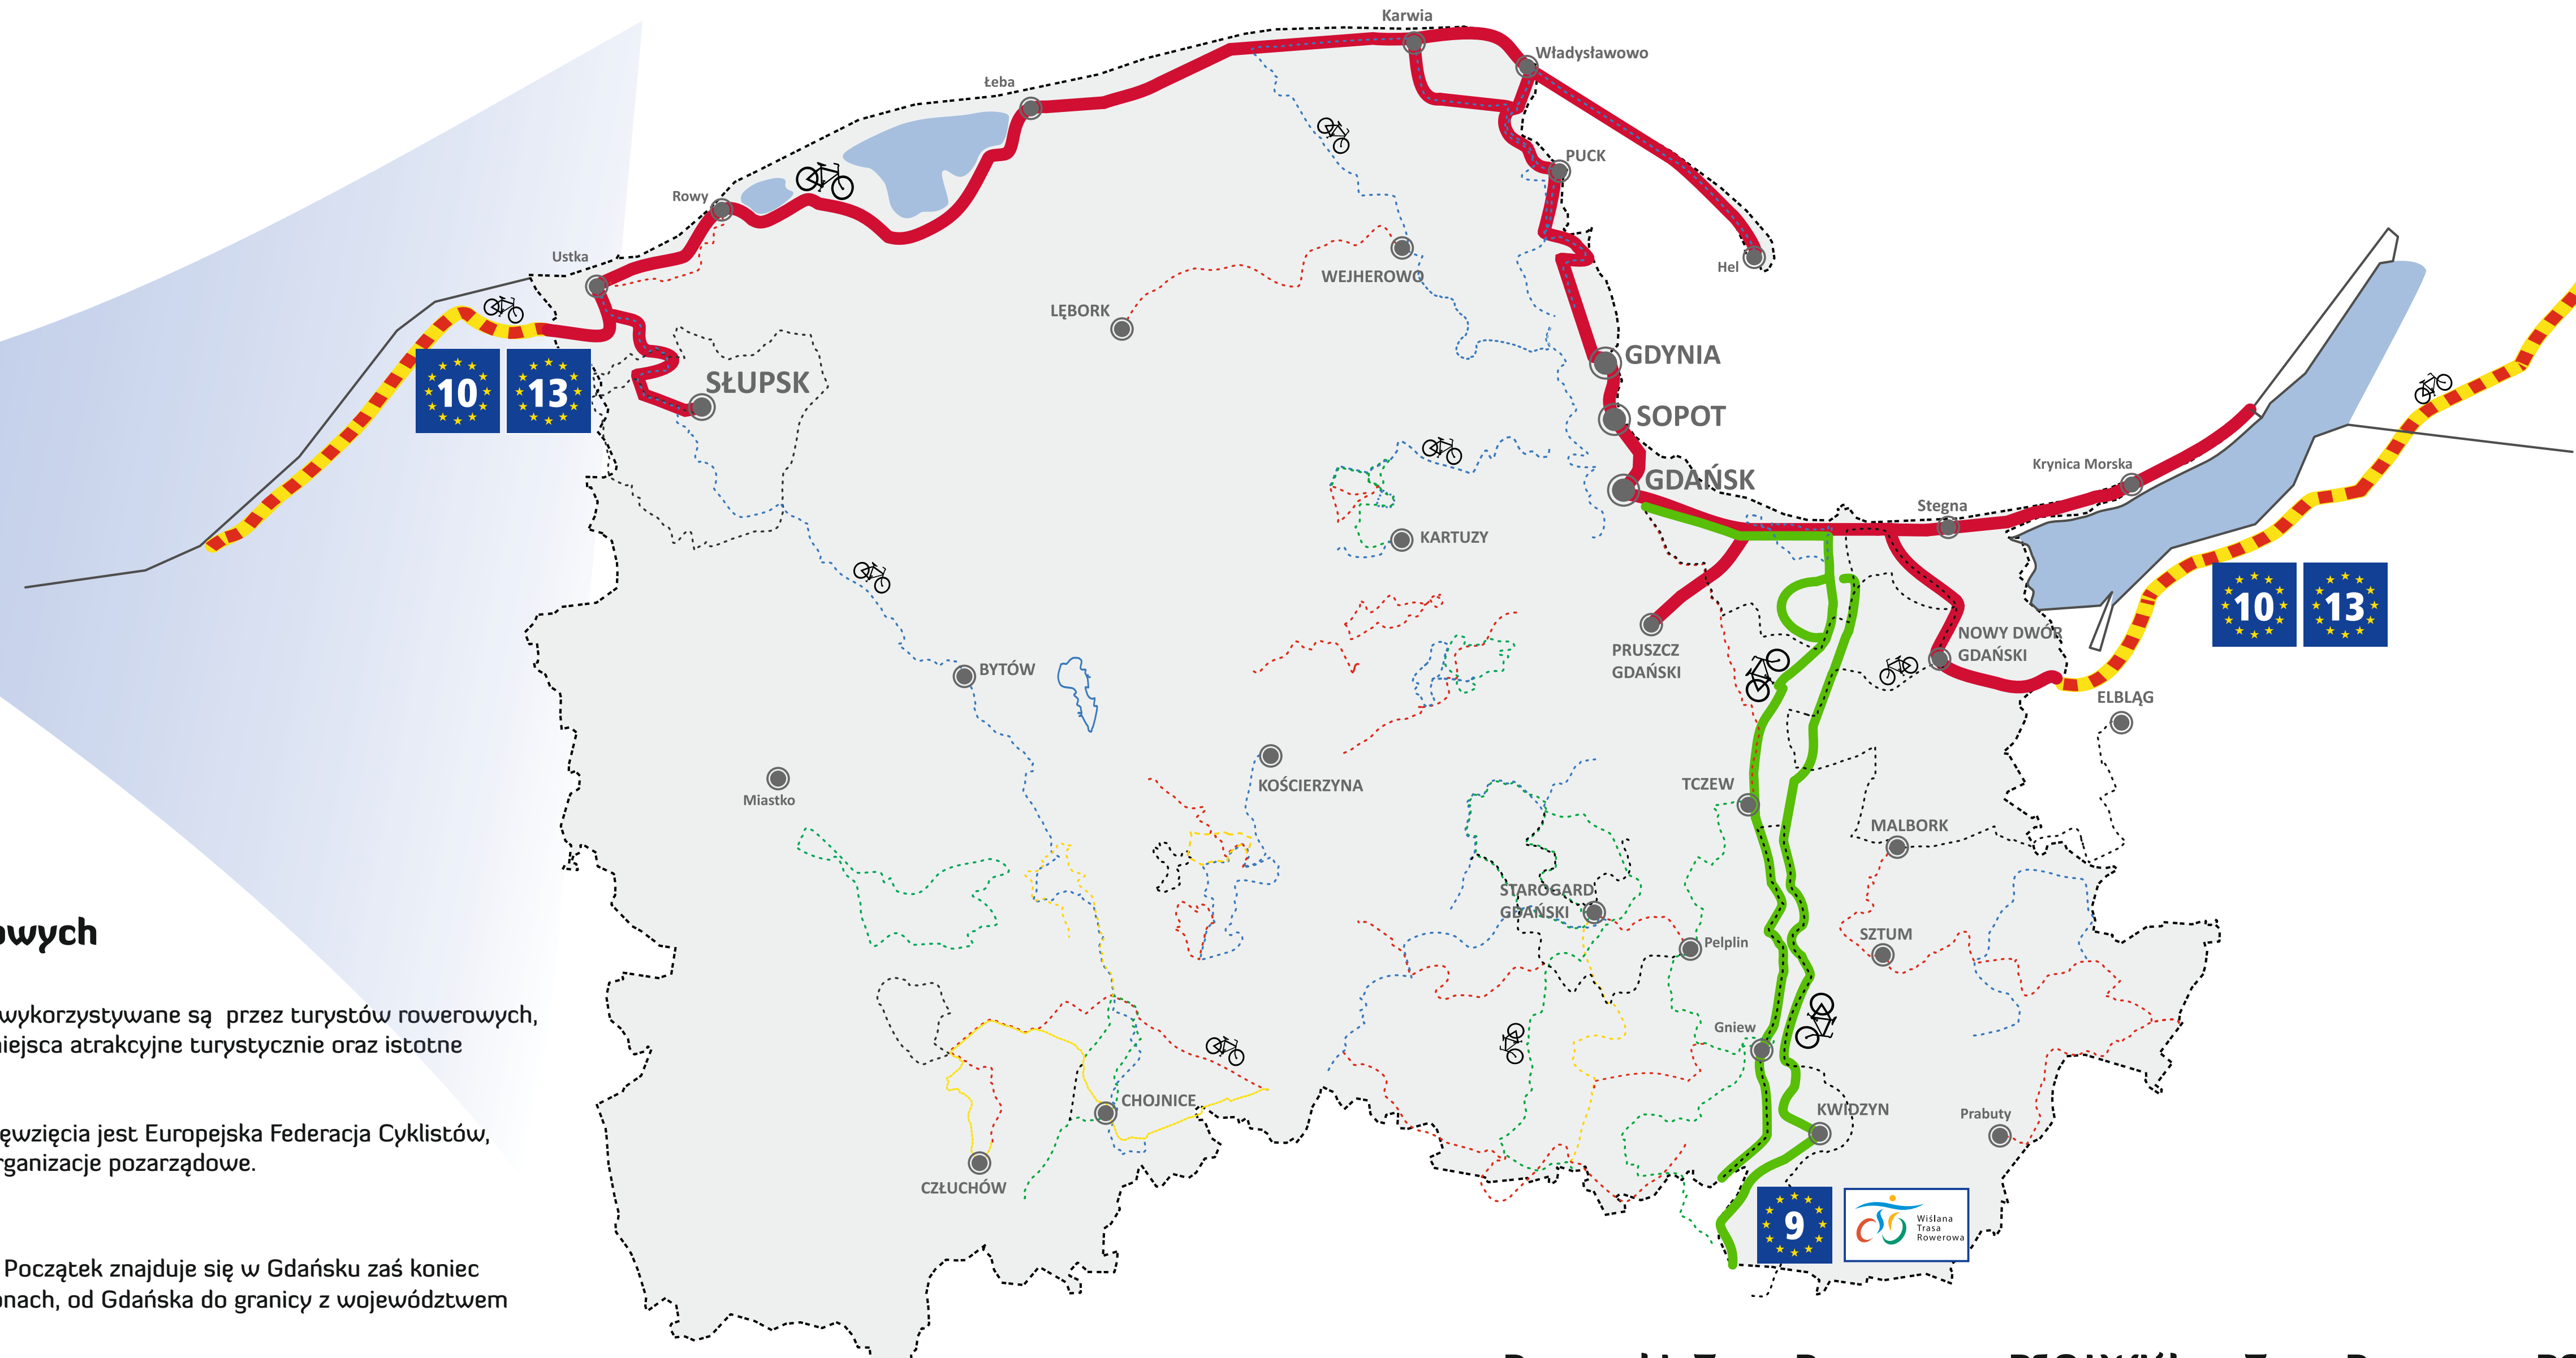 Karwia
Władysławowo
Łeba
PUCK
Rowy
Ustka
WEJHEROWO
Hel
LĘBORK
GDYNIA
SŁUPSK
10 13
SOPOT
Krynica Morska
GDAŃSK
Stegna
KARTUZY
10 13
PRUSZCZ
GDAŃSKI
NOWY DWÓR
GDAŃSKI
BYTÓW
ELBLĄG
KOŚCIERZYNA
TCZEW
Miastko
MALBORK
STAROGARD
GDAŃSKI
SZTUM
Pelplin
Gniew
CHOJNICE
KWIDZYN
Prabuty
CZŁUCHÓW
9
Wiślana
Trasa
Rowerowa
owych
wykorzystywane są przez turystów rowerowych,
iejsca atrakcyjne turystycznie oraz istotne
ęwzięcia jest Europejska Federacja Cyklistów,
rganizacje pozarządowe.
Początek znajduje się w Gdańsku zaś koniec
onach, od Gdańska do granicy z województwem